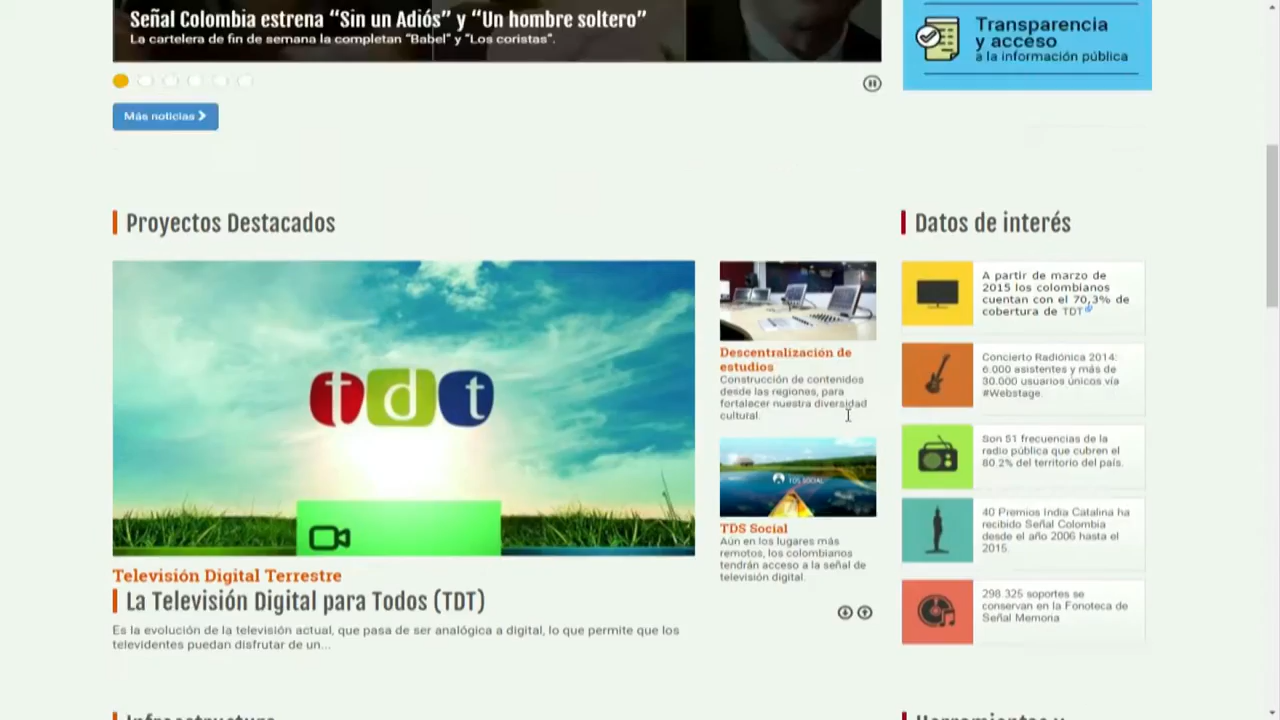 Señal Colombia estrena “Sin un Adiós” y “Un hombre soltero”
La cartelera de fin de semana la completan “Babel” y “Los coristas”.
Transparencia
y acceso
a la información pública
Más noticias
Proyectos Destacados
Datos de interés
tdt
Televisión Digital Terrestre
La Televisión Digital para Todos (TDT)
Es la evolución de la televisión actual, que pasa de ser analógica a digital, lo que permite que los
televidentes puedan disfrutar de un...
Descentralización de
estudios
Construcción de contenidos
desde las regiones, para
fortalecer nuestra diversidad
cultural.
TDS SOCIAL
TDS Social
Aún en los lugares más
remotos, los colombianos
tendrán acceso a la señal de
televisión digital.
A partir de marzo de
2015 los colombianos
cuentan con el 70,3% de
cobertura de TDT
Concierto Radiónica 2014:
6.000 asistentes y más de
30.000 usuarios únicos vía
#Webstage.
Son 51 frecuencias de la
radio pública que cubren el
80.2% del territorio del país.
40 Premios India Catalina ha
recibido Señal Colombia
desde el año 2006 hasta el
2015.
298.325 soportes se
conservan en la Fonoteca de
Señal Memoria
Infraestructura
Herramientas y